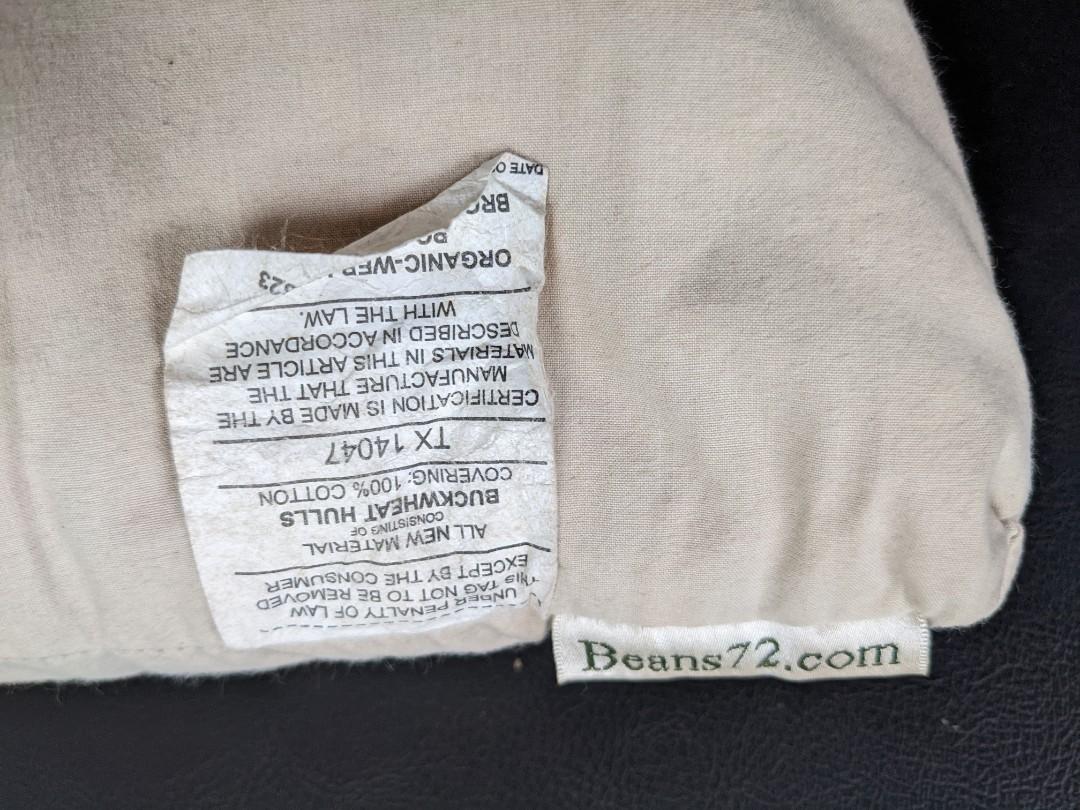 UNDER PENALTY OF LAW
THIS TAG NOT TO BE REMOVED
EXCEPT BY THE CONSUMER
ALL NEW MATERIAL
CONSISTING OF
BUCKWHEAT HULLS
COVERING: 100% COTTON
TX 14047
CERTIFICATION IS MADE BY THE
MANUFACTURE THAT THE
MATERIALS IN THIS ARTICLE ARE
DESCRIBED IN ACCORDANCE
WITH THE LAW.
ORGANIC-WEB
DATE
Beans72.com